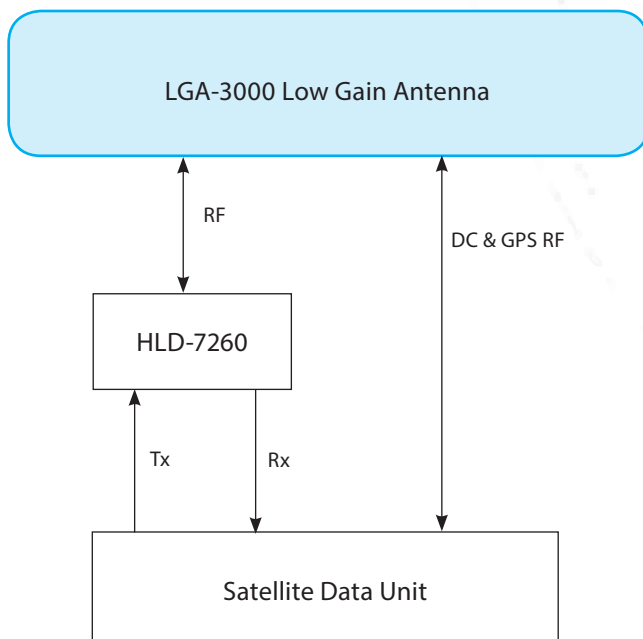 LGA-3000 Low Gain Antenna
RF
DC & GPS RF
HLD-7260
Tx
Rx
Satellite Data Unit